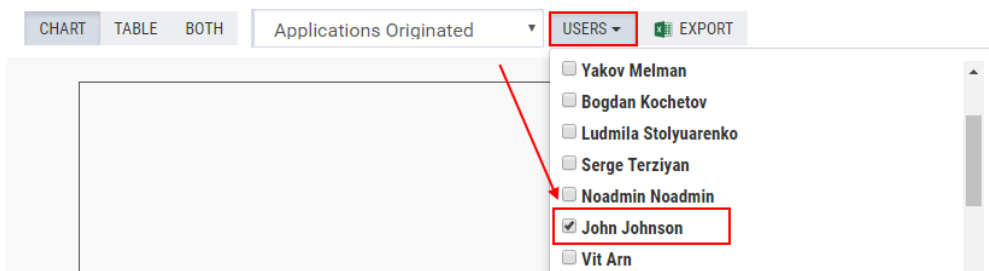 CHART TABLE BOTH Applications Originated USERS EXPORT
Yakov Melman
Bogdan Kochetov
Ludmila Stolyuarenko
Serge Terziyan
Noadmin Noadmin
John Johnson
Vit Arn